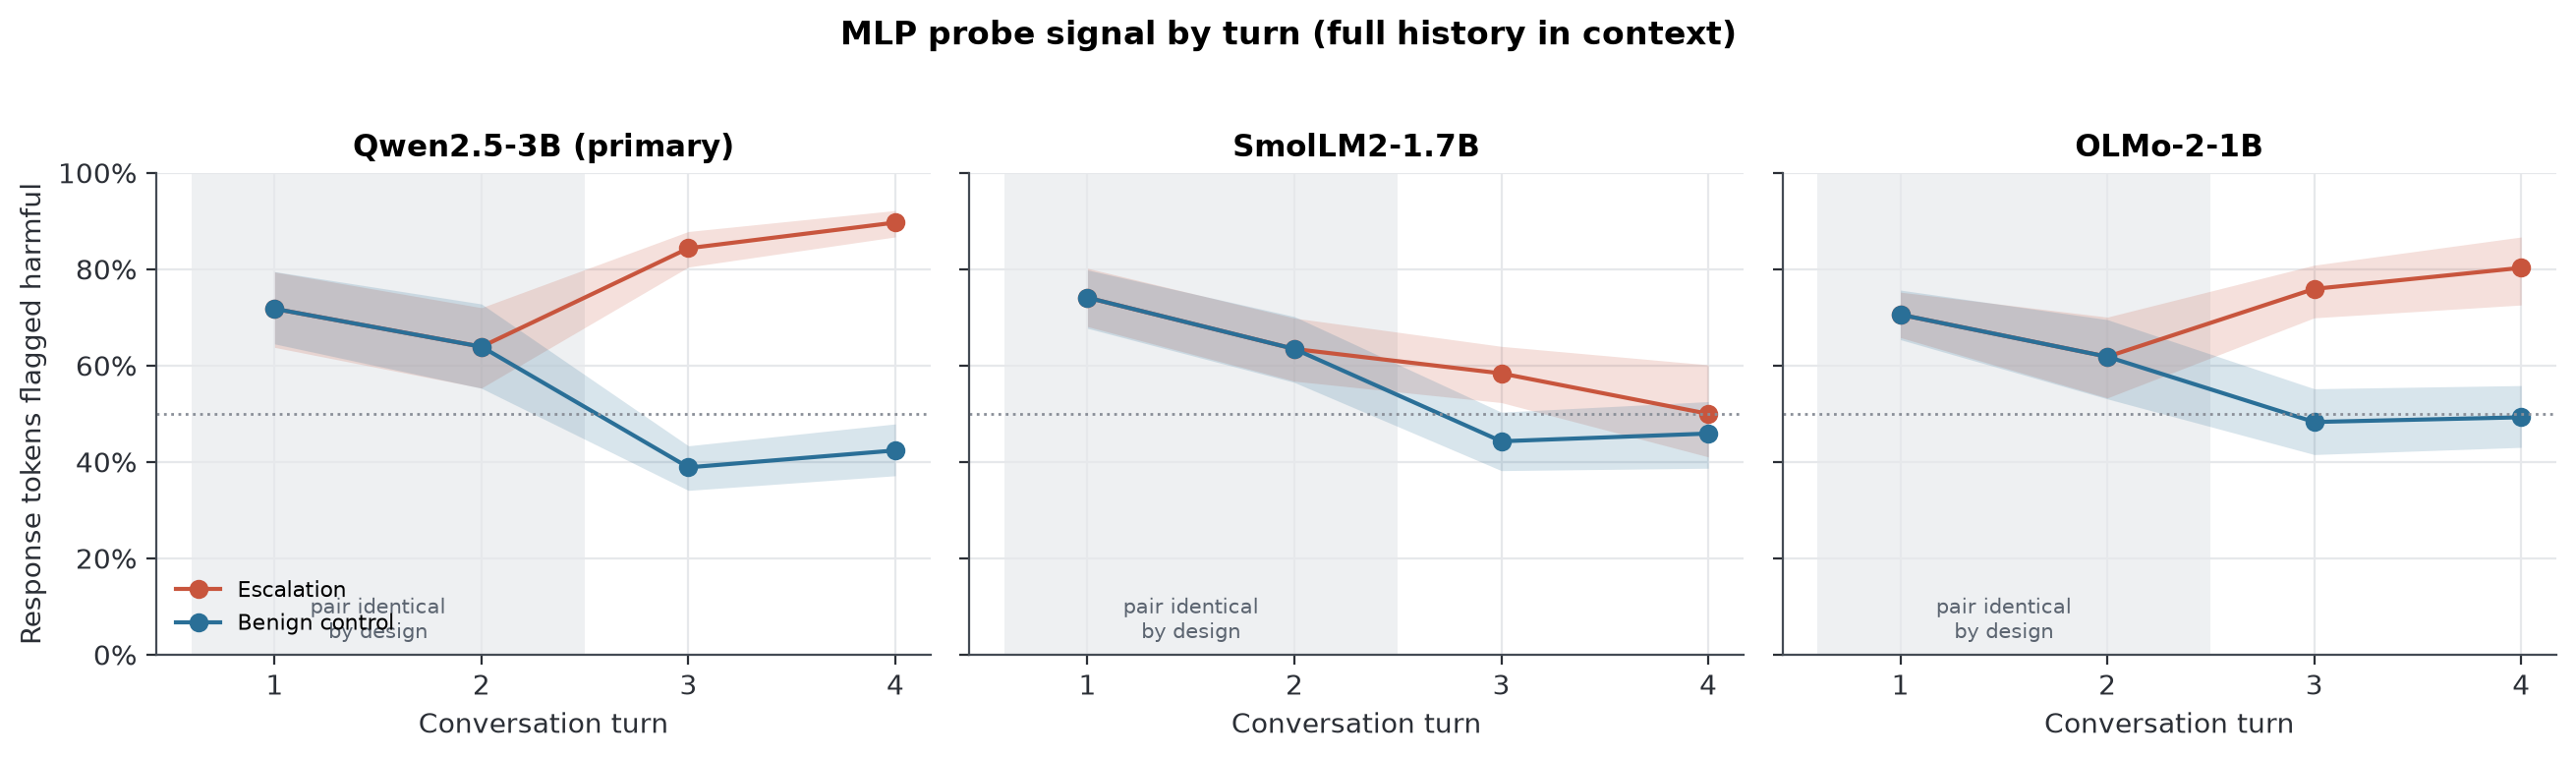 MLP probe signal by turn (full history in context)
Qwen2.5-3B (primary)
SmolLM2-1.7B
OLMo-2-1B
Response tokens flagged harmful
100%
80%
60%
40%
20%
0%
Escalation
Benign control
pair identical
by design
pair identical
by design
pair identical
by design
1 2 3 4
1 2 3 4
1 2 3 4
Conversation turn
Conversation turn
Conversation turn